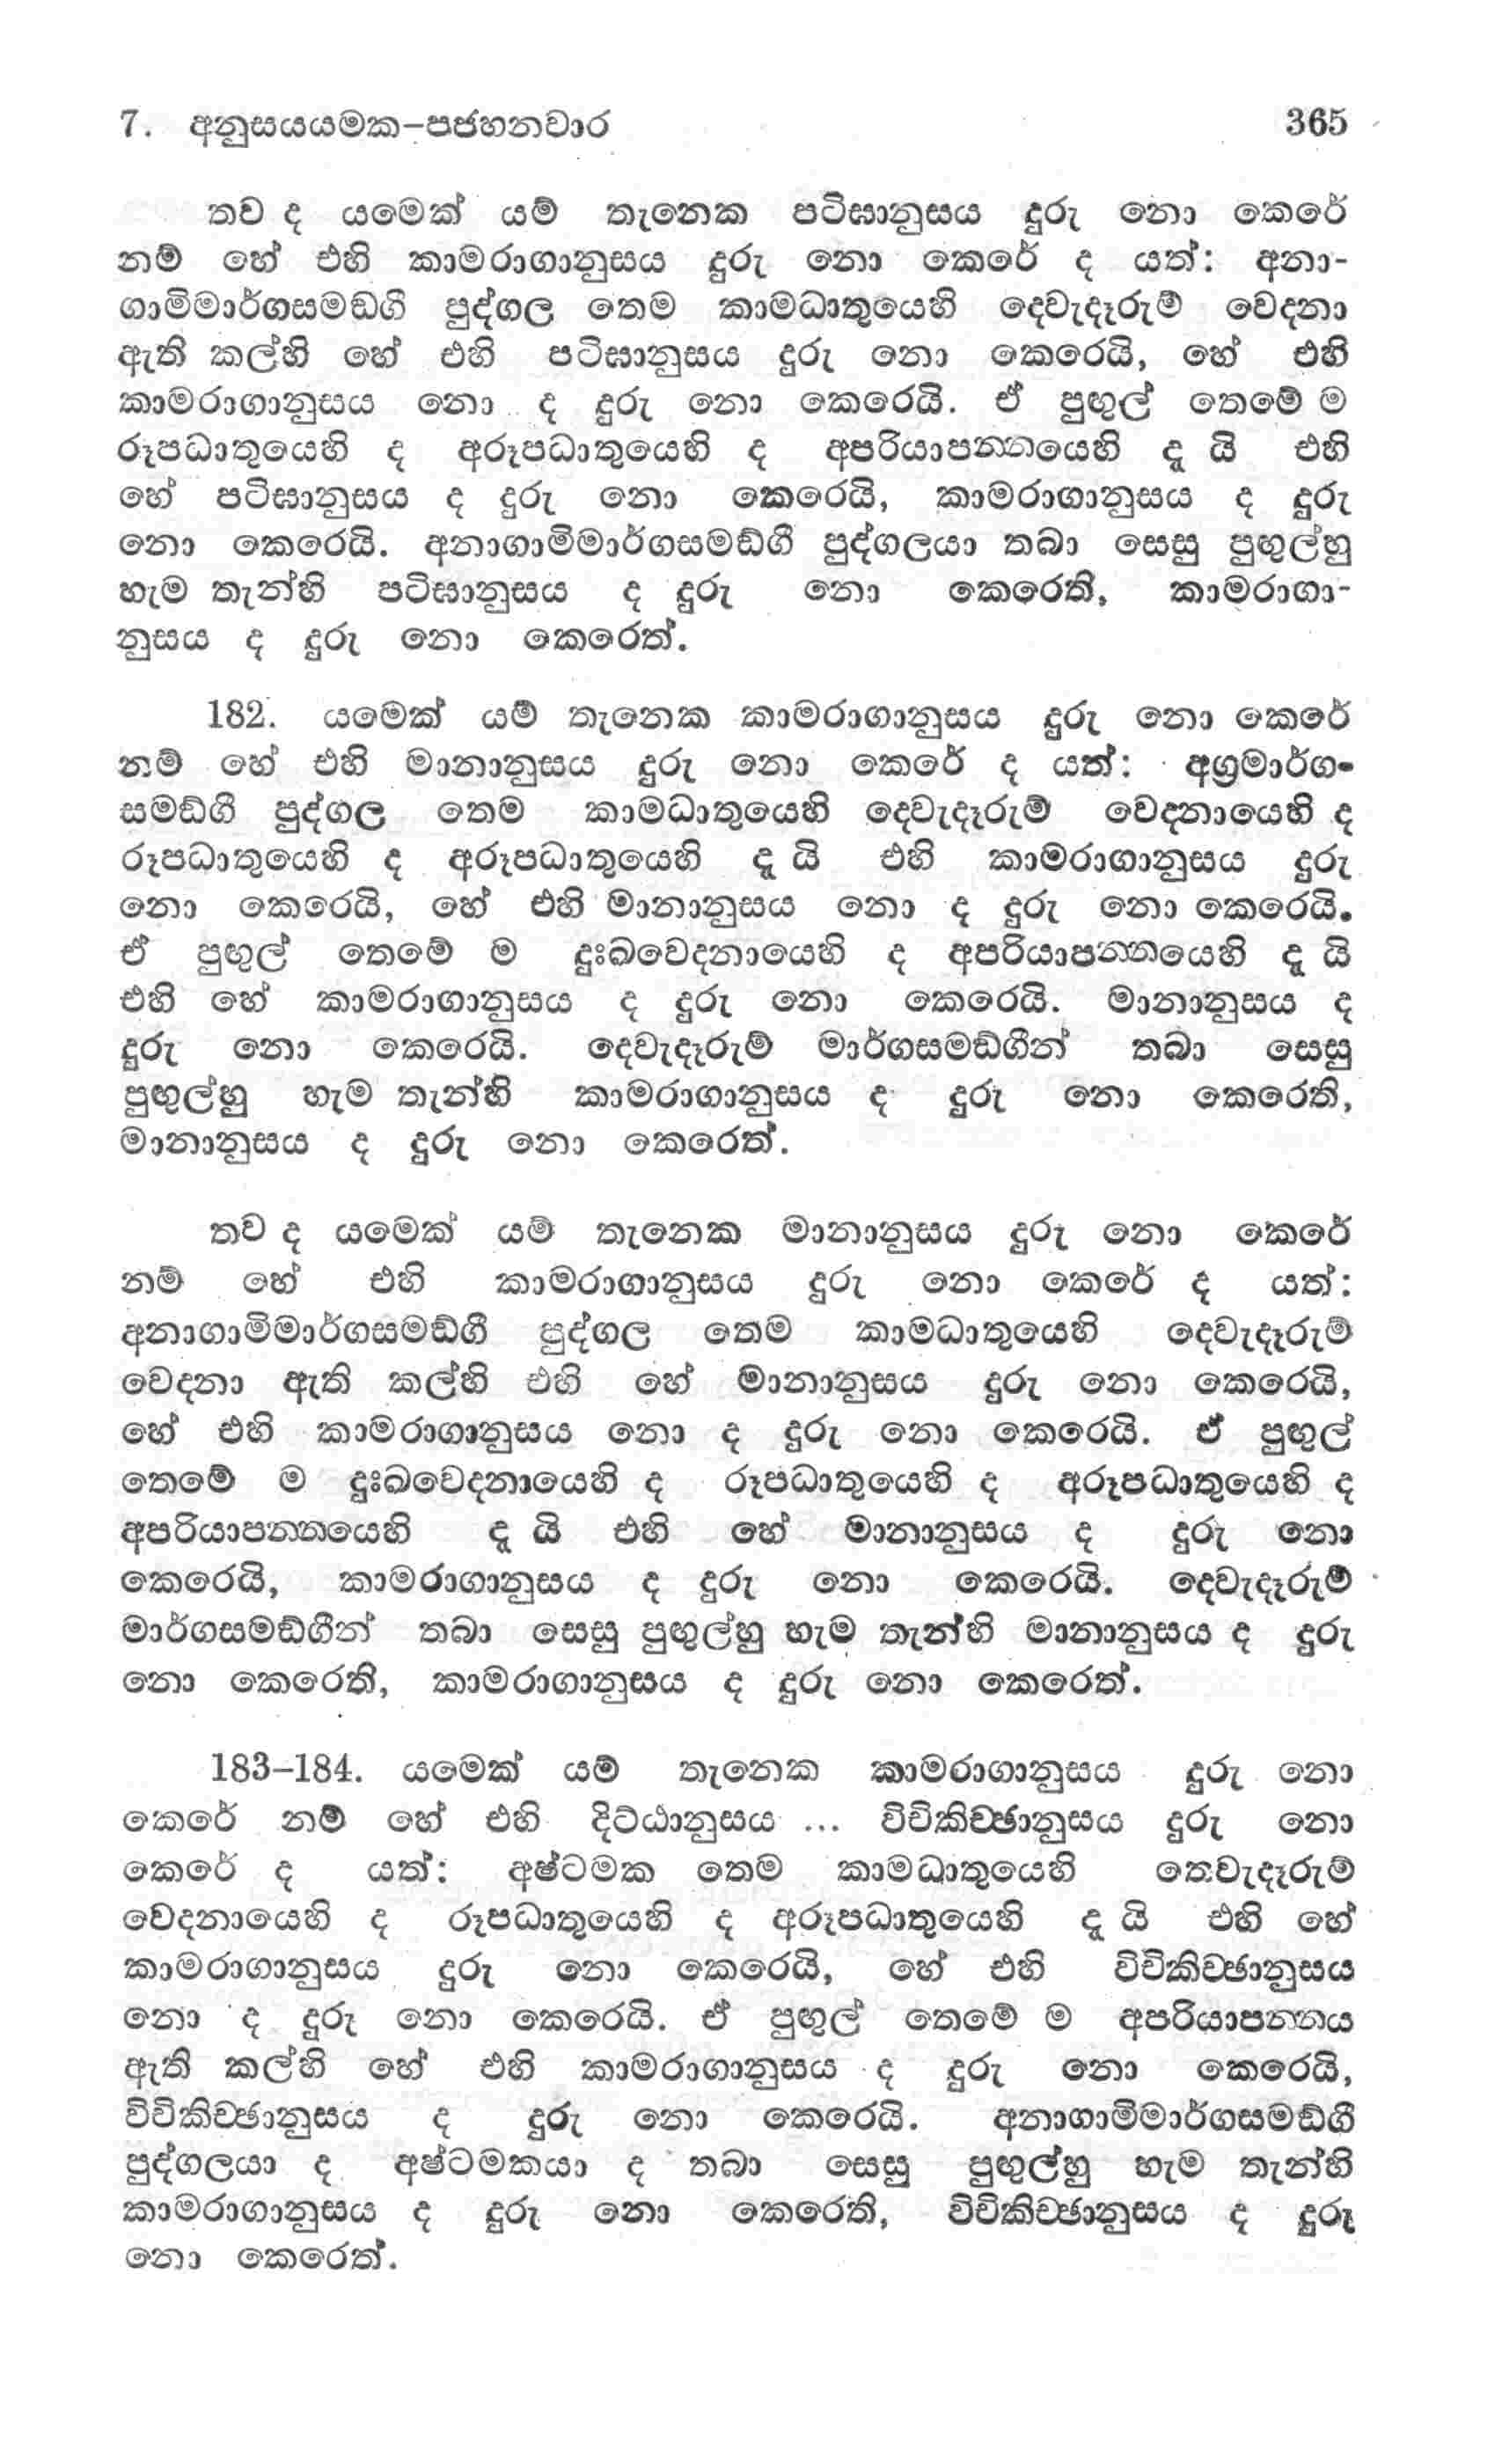 7. අනුසයයමක-පජහනවාර 365
තව ද යමෙක් යම් තැනෙක පටිඝානුසය දුරු නො කෙරේ
නම් හේ එහි කාමරාගානුසය දුරු නො කෙරේ ද යත්: අනා-
ගාමිමාර්ගසමඞ්ගී පුද්ගල තෙම කාමධාතුයෙහි දෙවැදෑරුම් වෙදනා
ඇති කල්හි හේ එහි පටිඝානුසය දුරු නො කෙරෙයි, හේ එහි
කාමරාගානුසය නො ද දුරු නො කෙරෙයි. ඒ පුඟුල් තෙමේ ම
රූපධාතුයෙහි ද අරූපධාතුයෙහි ද අපරියාපන්නයෙහි දූ යි එහි
හේ පටිඝානුසය ද දුරු නො කෙරෙයි, කාමරාගානුසය ද දුරු
නො කෙරෙයි. අනාගාමිමාර්ගසමඞ්ගී පුද්ගලයා තබා සෙසු පුඟුල්හු
හැම තැන්හි පටිඝානුසය ද දුරු නො කෙරෙති, කාමරාගා-
නුසය ද දුරු නො කෙරෙත්.
182. යමෙක් යම් තැනෙක කාමරාගානුසය දුරු නො කෙරේ
නම් හේ එහි මානානුසය දුරු නො කෙරේ ද යත්: අග්‍රමාර්ග-
සමඞ්ගී පුද්ගල තෙම කාමධාතුයෙහි දෙවැදෑරුම් වෙදනායෙහි ද
රූපධාතුයෙහි ද අරූපධාතුයෙහි දූ යි එහි කාමරාගානුසය දුරු
නො කෙරෙයි, හේ එහි මානානුසය නො ද දුරු නො කෙරෙයි.
ඒ පුඟුල් තෙමේ ම දුඃඛවෙදනායෙහි ද අපරියාපන්නයෙහි දූ යි
එහි හේ කාමරාගානුසය ද දුරු නො කෙරෙයි. මානානුසය ද
දුරු නො කෙරෙයි. දෙවැදෑරුම් මාර්ගසමඞ්ගීන් තබා සෙසු
පුඟුල්හු හැම තැන්හි කාමරාගානුසය ද දුරු නො කෙරෙති,
මානානුසය ද දුරු නො කෙරෙත්.
තව ද යමෙක් යම් තැනෙක මානානුසය දුරු නො කෙරේ
නම් හේ එහි කාමරාගානුසය දුරු නො කෙරේ ද යත්:
අනාගාමිමාර්ගසමඞ්ගී පුද්ගල තෙම කාමධාතුයෙහි දෙවැදෑරුම්
වෙදනා ඇති කල්හි එහි හේ මානානුසය දුරු නො කෙරෙයි,
හේ එහි කාමරාගානුසය නො ද දුරු නො කෙරෙයි. ඒ පුඟුල්
තෙමේ ම දුඃඛවෙදනායෙහි ද රූපධාතුයෙහි ද අරූපධාතුයෙහි ද
අපරියාපන්නයෙහි දූ යි එහි හේ මානානුසය ද දුරු නො
කෙරෙයි, කාමරාගානුසය ද දුරු නො කෙරෙයි. දෙවැදෑරුම්
මාර්ගසමඞ්ගීන් තබා සෙසු පුඟුල්හු හැම තැන්හි මානානුසය ද දුරු
නො කෙරෙති, කාමරාගානුසය ද දුරු නො කෙරෙත්.
183-184. යමෙක් යම් තැනෙක කාමරාගානුසය දුරු නො
කෙරේ නම් හේ එහි දිට්ඨානුසය ... විචිකිච්ඡානුසය දුරු නො
කෙරේ ද යත්: අෂ්ටමක තෙම කාමධාතුයෙහි තෙවැදෑරුම්
වෙදනායෙහි ද රූපධාතුයෙහි ද අරූපධාතුයෙහි දූ යි එහි හේ
කාමරාගානුසය දුරු නො කෙරෙයි, හේ එහි විචිකිච්ඡානුසය
නො ද දුරු නො කෙරෙයි. ඒ පුඟුල් තෙමේ ම අපරියාපන්නය
ඇති කල්හි හේ එහි කාමරාගානුසය ද දුරු නො කෙරෙයි,
විචිකිච්ඡානුසය ද දුරු නො කෙරෙයි. අනාගාමිමාර්ගසමඞ්ගී
පුද්ගලයා ද අෂ්ටමකයා ද තබා සෙසු පුඟුල්හු හැම තැන්හි
කාමරාගානුසය ද දුරු නො කෙරෙති, විචිකිච්ඡානුසය ද දුරු
නො කෙරෙත්.